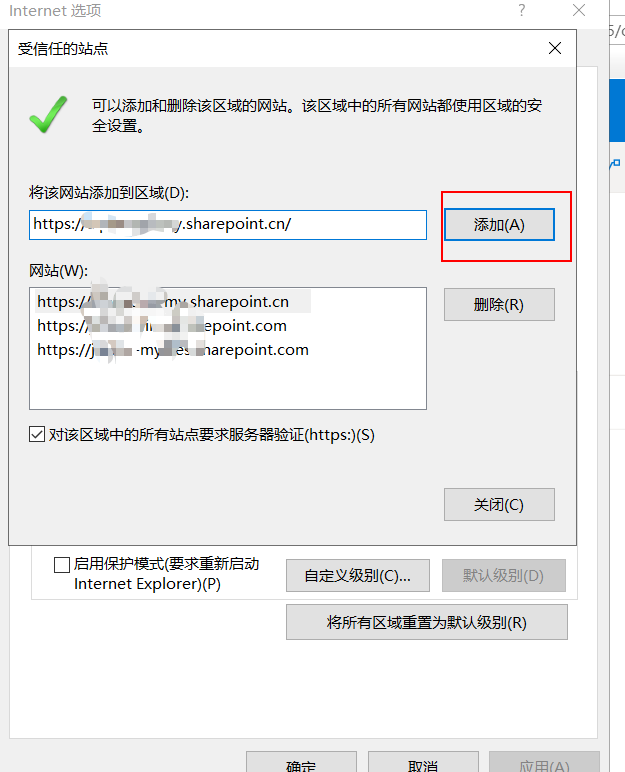 Internet 选项
受信任的站点
可以添加和删除该区域的网站。该区域中的所有网站都使用区域的安
全设置。
将该网站添加到区域(D):
https:// y.sharepoint.cn/
添加(A)
网站(W):
https:// my.sharepoint.cn
删除(R)
https:// sharepoint.com
https://j -my sharepoint.com
对该区域中的所有站点要求服务器验证(https:)(S)
关闭(C)
启用保护模式(要求重新启动
Internet Explorer)(P)
自定义级别(C)...
默认级别(D)
将所有区域重置为默认级别(R)
确定
取消
应用(A)